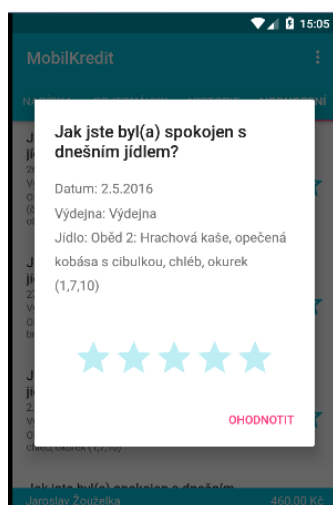 15:05
MobilKredit
Jak jste byl(a) spokojen s
dnešním jídlem?
Datum: 2.5.2016
Výdejna: Výdejna
Jídlo: Oběd 2: Hrachová kaše, opečená
kobása s cibulkou, chléb, okurek
(1,7,10)
OHODNOTIT
chléb, okurek (1,7,10)
Jak jste byl(a) spokojen s dnešním
Jaroslav Žouželka
460.00 Kč